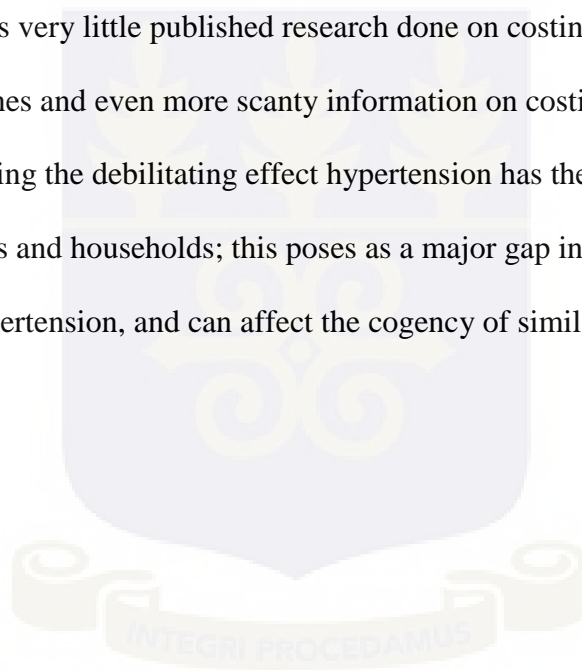 s very little published research done on costin
nes and even more scanty information on costi
ing the debilitating effect hypertension has the
s and households; this poses as a major gap in
pertension, and can affect the cogency of simil
INTEGRI PROCEDAMUS